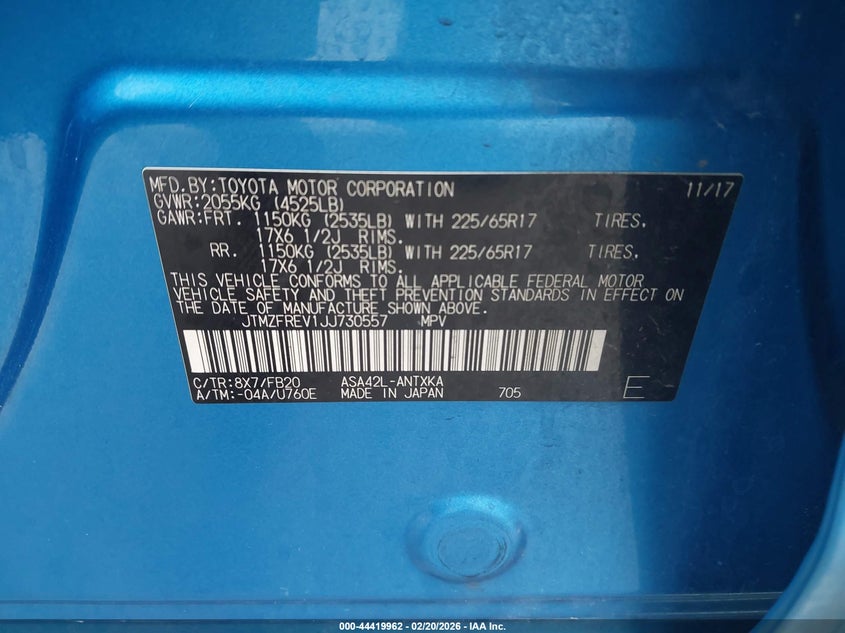 MFD.BY:TOYOTA MOTOR CORPORATION 11/17
GVWR:2055KG (4525LB)
GAWR:FRT. 1150KG (2535LB) WITH 225/65R17 TIRES,
17X6 1/2J RIMS.
RR. 1150KG (2535LB) WITH 225/65R17 TIRES,
17X6 1/2J RIMS.
THIS VEHICLE CONFORMS TO ALL APPLICABLE FEDERAL MOTOR
VEHICLE SAFETY AND THEFT PREVENTION STANDARDS IN EFFECT ON
THE DATE OF MANUFACTURE SHOWN ABOVE.
JTMZFREV1JJ730557 MPV
C/TR:8X7/FB20 ASA42L-ANTXKA
A/TM:-04A/U760E MADE IN JAPAN 705 E
000-44419962 - 02/20/2026 - IAA Inc.